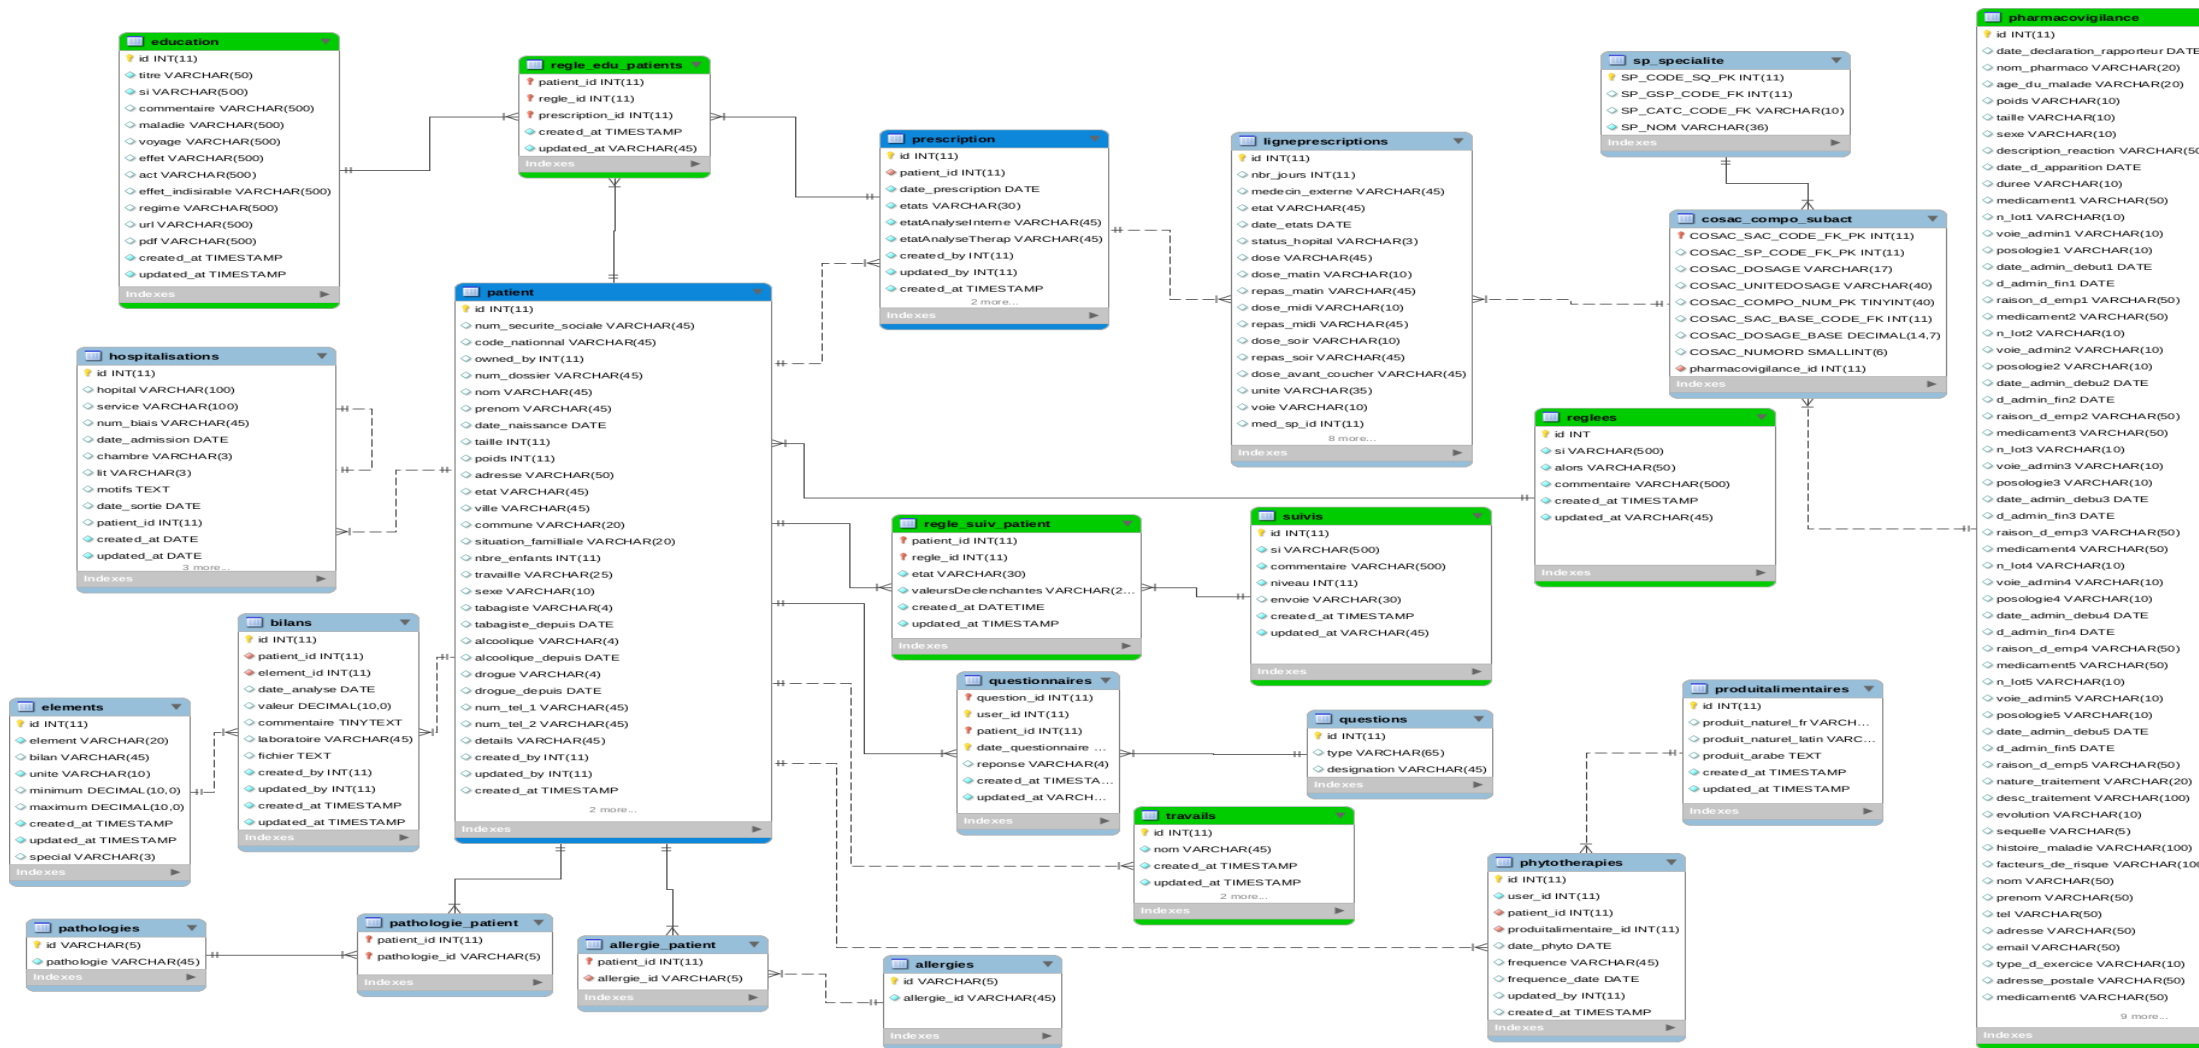 education
id INT(11)
titre VARCHAR(50)
si VARCHAR(500)
commentaire VARCHAR(500)
maladie VARCHAR(500)
voyage VARCHAR(500)
effet VARCHAR(500)
act VARCHAR(500)
effet_indisirable VARCHAR(500)
regime VARCHAR(500)
url VARCHAR(500)
pdf VARCHAR(500)
created_at TIMESTAMP
updated_at TIMESTAMP
Indexes
regle_edu_patients
patient_id INT(11)
regle_id INT(11)
prescription_id INT(11)
created_at TIMESTAMP
updated_at VARCHAR(45)
Indexes
prescription
id INT(11)
patient_id INT(11)
date_prescription DATE
etats VARCHAR(30)
etatAnalyseInterne VARCHAR(45)
etatAnalyseTherap VARCHAR(45)
created_by INT(11)
updated_by INT(11)
created_at TIMESTAMP
2 more...
Indexes
ligneprescriptions
id INT(11)
nbr_jours INT(11)
medecin_externe VARCHAR(45)
etat VARCHAR(45)
date_etats DATE
status_hopital VARCHAR(3)
dose VARCHAR(45)
dose_matin VARCHAR(10)
repas_matin VARCHAR(45)
dose_midi VARCHAR(10)
repas_midi VARCHAR(45)
dose_soir VARCHAR(10)
repas_soir VARCHAR(45)
dose_avant_coucher VARCHAR(45)
unite VARCHAR(35)
voie VARCHAR(10)
med_sp_id INT(11)
8 more...
Indexes
sp_specialite
SP_CODE_SQ_PK INT(11)
SP_GSP_CODE_FK INT(11)
SP_CATC_CODE_FK VARCHAR(10)
SP_NOM VARCHAR(36)
Indexes
cosac_compo_subact
COSAC_SAC_CODE_FK_PK INT(11)
COSAC_SP_CODE_FK_PK INT(11)
COSAC_DOSAGE VARCHAR(17)
COSAC_UNITEDOSAGE VARCHAR(40)
COSAC_COMPO_NUM_PK TINYINT(40)
COSAC_SAC_BASE_CODE_FK INT(11)
COSAC_DOSAGE_BASE DECIMAL(14,7)
COSAC_NUMORD SMALLINT(6)
pharmacovigilance_id INT(11)
Indexes
pharmacovigilance
id INT(11)
date_declaration_rapporteur DATE
nom_pharmaco VARCHAR(20)
age_du_malade VARCHAR(20)
poids VARCHAR(10)
taille VARCHAR(10)
sexe VARCHAR(10)
description_reaction VARCHAR(50
date_d_apparition DATE
duree VARCHAR(10)
medicament1 VARCHAR(50)
n_lot1 VARCHAR(10)
voie_admin1 VARCHAR(10)
posologie1 VARCHAR(10)
date_admin_debut1 DATE
d_admin_fin1 DATE
raison_d_emp1 VARCHAR(50)
medicament2 VARCHAR(50)
n_lot2 VARCHAR(10)
voie_admin2 VARCHAR(10)
posologie2 VARCHAR(10)
date_admin_debu2 DATE
d_admin_fin2 DATE
raison_d_emp2 VARCHAR(50)
medicament3 VARCHAR(50)
n_lot3 VARCHAR(10)
voie_admin3 VARCHAR(10)
posologie3 VARCHAR(10)
date_admin_debu3 DATE
d_admin_fin3 DATE
raison_d_emp3 VARCHAR(50)
medicament4 VARCHAR(50)
n_lot4 VARCHAR(10)
voie_admin4 VARCHAR(10)
posologie4 VARCHAR(10)
date_admin_debu4 DATE
d_admin_fin4 DATE
raison_d_emp4 VARCHAR(50)
medicament5 VARCHAR(50)
n_lot5 VARCHAR(10)
voie_admin5 VARCHAR(10)
posologie5 VARCHAR(10)
date_admin_debu5 DATE
d_admin_fin5 DATE
raison_d_emp5 VARCHAR(50)
nature_traitement VARCHAR(20)
desc_traitement VARCHAR(100)
evolution VARCHAR(10)
sequelle VARCHAR(5)
histoire_maladie VARCHAR(100)
facteurs_de_risque VARCHAR(100
nom VARCHAR(50)
prenom VARCHAR(50)
tel VARCHAR(50)
adresse VARCHAR(50)
email VARCHAR(50)
type_d_exercice VARCHAR(10)
adresse_postale VARCHAR(50)
medicament6 VARCHAR(50)
9 more...
Indexes
hospitalisations
id INT(11)
hopital VARCHAR(100)
service VARCHAR(100)
num_biais VARCHAR(45)
date_admission DATE
chambre VARCHAR(3)
lit VARCHAR(3)
motifs TEXT
date_sortie DATE
patient_id INT(11)
created_at DATE
updated_at DATE
3 more...
Indexes
patient
id INT(11)
num_securite_sociale VARCHAR(45)
code_nationnal VARCHAR(45)
owned_by INT(11)
num_dossier VARCHAR(45)
nom VARCHAR(45)
prenom VARCHAR(45)
date_naissance DATE
taille INT(11)
poids INT(11)
adresse VARCHAR(50)
etat VARCHAR(45)
ville VARCHAR(45)
commune VARCHAR(20)
situation_familliale VARCHAR(20)
nbre_enfants INT(11)
travaille VARCHAR(25)
sexe VARCHAR(10)
tabagiste VARCHAR(4)
tabagiste_depuis DATE
alcoolique VARCHAR(4)
alcoolique_depuis DATE
drogue VARCHAR(4)
drogue_depuis DATE
num_tel_1 VARCHAR(45)
num_tel_2 VARCHAR(45)
details VARCHAR(45)
created_by INT(11)
updated_by INT(11)
created_at TIMESTAMP
2 more...
Indexes
reglees
id INT
si VARCHAR(500)
alors VARCHAR(50)
commentaire VARCHAR(500)
created_at TIMESTAMP
updated_at VARCHAR(45)
Indexes
regle_suiv_patient
patient_id INT(11)
regle_id INT(11)
etat VARCHAR(30)
valeursDeclenchantes VARCHAR(2...
created_at DATETIME
updated_at TIMESTAMP
Indexes
suivis
id INT(11)
si VARCHAR(500)
commentaire VARCHAR(500)
niveau INT(11)
envoie VARCHAR(30)
created_at TIMESTAMP
updated_at VARCHAR(45)
Indexes
bilans
id INT(11)
patient_id INT(11)
element_id INT(11)
date_analyse DATE
valeur DECIMAL(10,0)
commentaire TINYTEXT
laboratoire VARCHAR(45)
fichier TEXT
created_by INT(11)
updated_by INT(11)
created_at TIMESTAMP
updated_at TIMESTAMP
Indexes
elements
id INT(11)
element VARCHAR(20)
bilan VARCHAR(45)
unite VARCHAR(10)
minimum DECIMAL(10,0)
maximum DECIMAL(10,0)
created_at TIMESTAMP
updated_at TIMESTAMP
special VARCHAR(3)
Indexes
questionnaires
question_id INT(11)
user_id INT(11)
patient_id INT(11)
date_questionnaire ...
reponse VARCHAR(4)
created_at TIMESTA...
updated_at VARCH...
Indexes
questions
id INT(11)
type VARCHAR(65)
designation VARCHAR(45)
Indexes
produitalimentaires
id INT(11)
produit_naturel_fr VARCH...
produit_naturel_latin VARC...
produit_arabe TEXT
created_at TIMESTAMP
updated_at TIMESTAMP
Indexes
travails
id INT(11)
nom VARCHAR(45)
created_at TIMESTAMP
updated_at TIMESTAMP
2 more...
Indexes
phytotherapies
id INT(11)
user_id INT(11)
patient_id INT(11)
produitalimentaire_id INT(11)
date_phyto DATE
frequence VARCHAR(45)
frequence_date DATE
updated_by INT(11)
created_at TIMESTAMP
Indexes
pathologies
id VARCHAR(5)
pathologie VARCHAR(45)
Indexes
pathologie_patient
patient_id INT(11)
pathologie_id VARCHAR(5)
Indexes
allergie_patient
patient_id INT(11)
allergie_id VARCHAR(5)
Indexes
allergies
id VARCHAR(5)
allergie_id VARCHAR(45)
Indexes